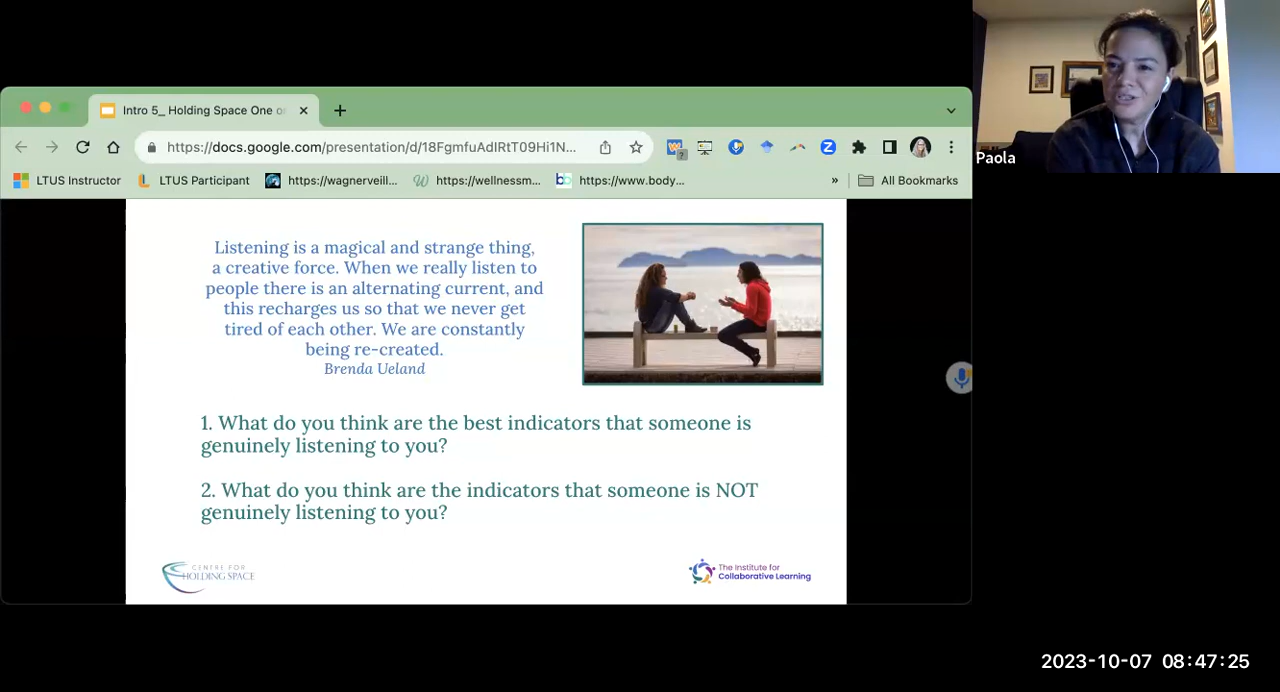 Intro 5_ Holding Space One o
https://docs.google.com/presentation/d/18FgmfuAdIRtT09Hi1N...
?
LTUS Instructor
LTUS Participant
https://wagnerveill...
https://wellnessm...
https://www.body...
»
All Bookmarks
Paola
Listening is a magical and strange thing,
a creative force. When we really listen to
people there is an alternating current, and
this recharges us so that we never get
tired of each other. We are constantly
being re-created.
Brenda Ueland
1. What do you think are the best indicators that someone is
genuinely listening to you?
2. What do you think are the indicators that someone is NOT
genuinely listening to you?
CENTRE FOR
HOLDING SPACE
The Institute for
Collaborative Learning
2023-10-07 08:47:25